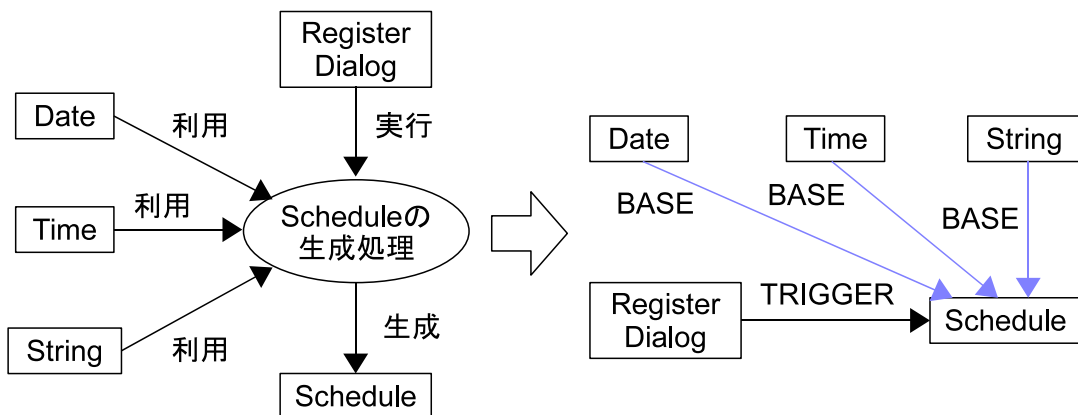 Register
Dialog
Date
利用
実行
Time
利用
Scheduleの
生成処理
String
利用
生成
Schedule
Date
Time
String
BASE
BASE
BASE
Register
Dialog
TRIGGER
Schedule